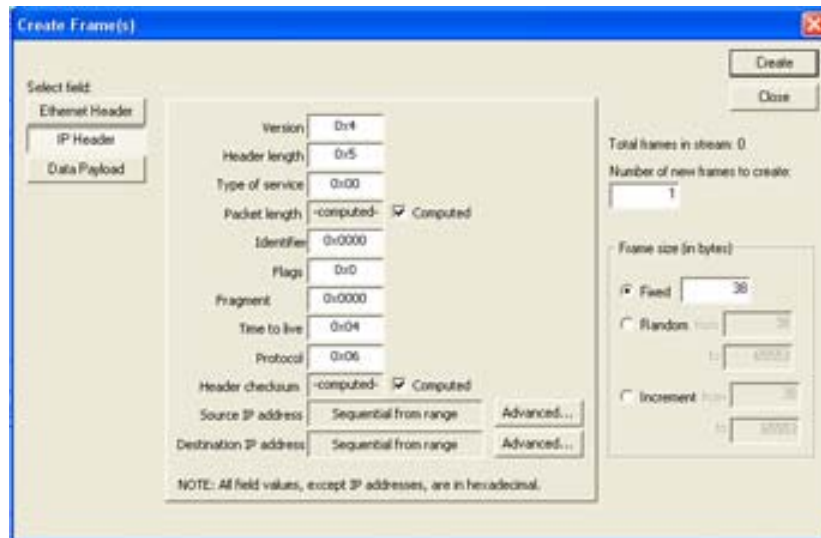 Create Frame(s)
Create
Close
Select field:
Ethernet Header
IP Header
Data Payload
Version 0x4
Header length 0x5
Type of service 0x00
Packet length -computed- Computed
Identifier 0x0000
Flags 0x0
Fragment 0x0000
Time to live 0x04
Protocol 0x06
Header checksum -computed- Computed
Source IP address Sequential from range Advanced...
Destination IP address Sequential from range Advanced...
NOTE: All field values, except IP addresses, are in hexadecimal.
Total frames in stream: 0
Number of new frames to create:
1
Frame size (in bytes)
Fixed 38
Random from 38
to
Increment from 38
to